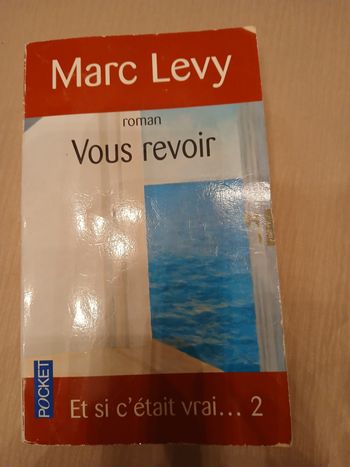 Marc Levy
roman
Vous revoir
POCKET
Et si c'était vrai... 2